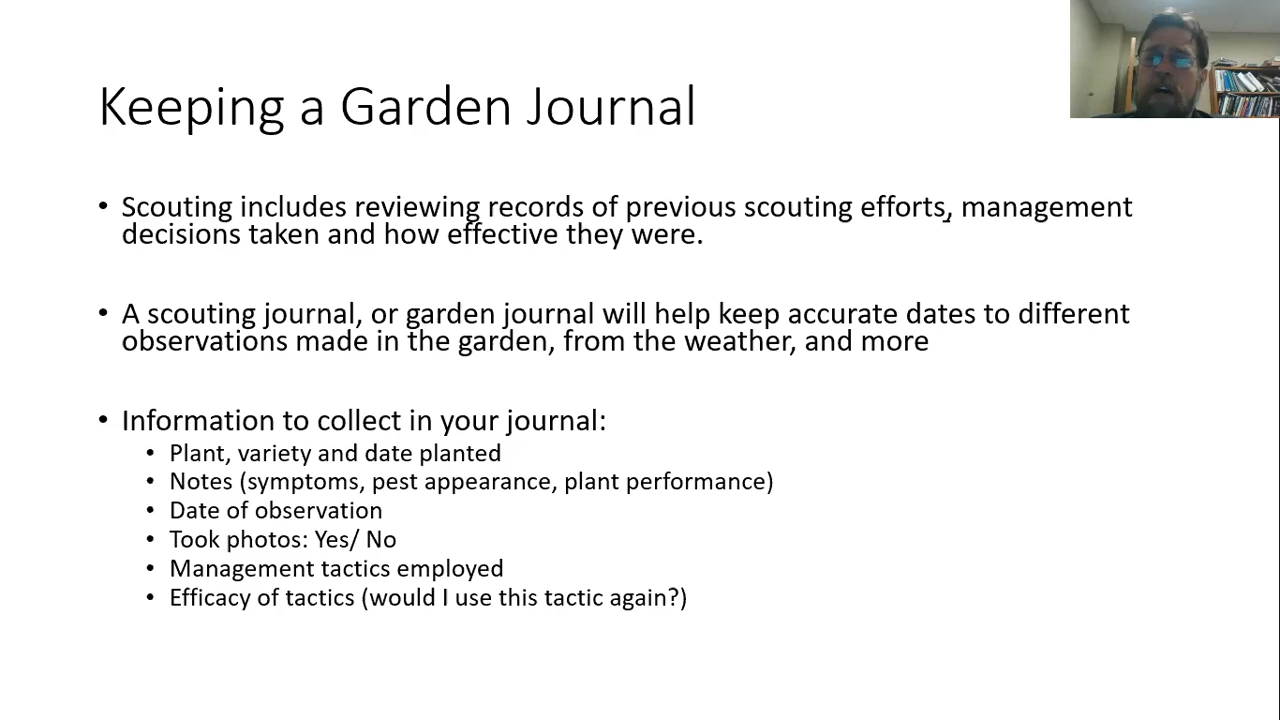 Keeping a Garden Journal
• Scouting includes reviewing records of previous scouting efforts, management
decisions taken and how effective they were.
• A scouting journal, or garden journal will help keep accurate dates to different
observations made in the garden, from the weather, and more
• Information to collect in your journal:
• Plant, variety and date planted
• Notes (symptoms, pest appearance, plant performance)
• Date of observation
• Took photos: Yes/ No
• Management tactics employed
• Efficacy of tactics (would I use this tactic again?)